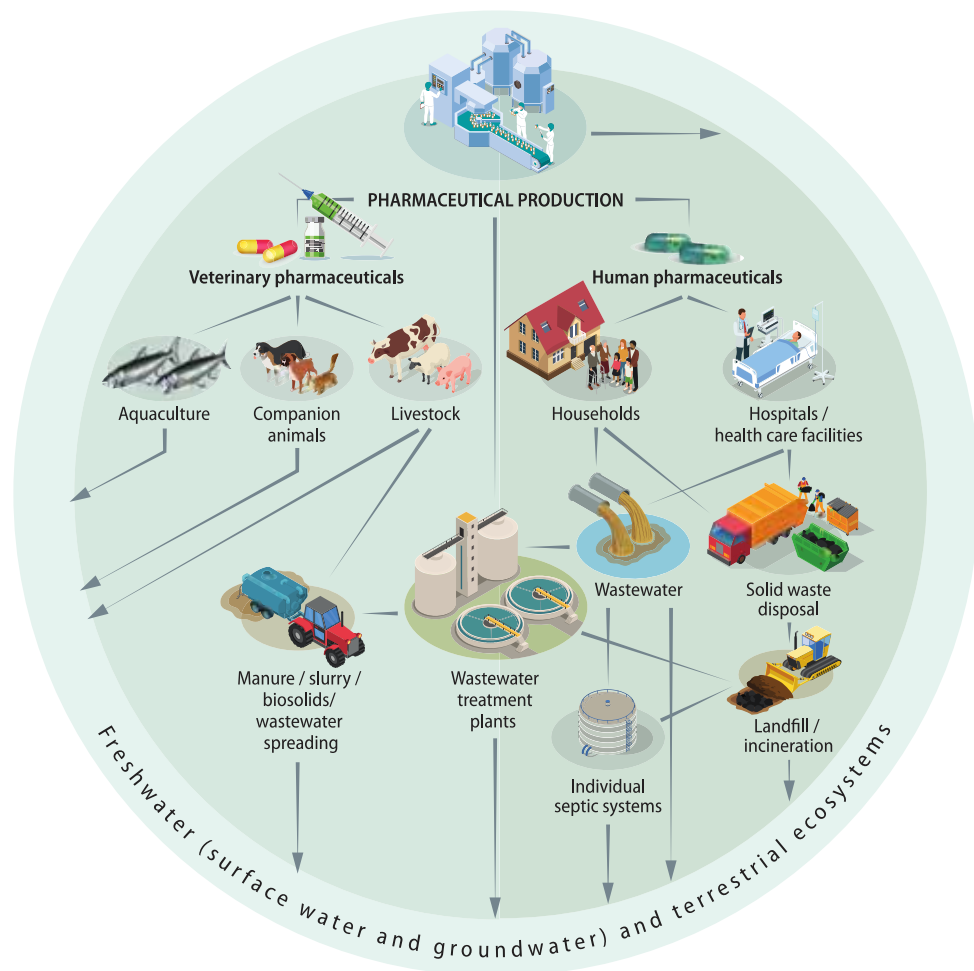 PHARMACEUTICAL PRODUCTION
Veterinary pharmaceuticals
Human pharmaceuticals
Aquaculture
Companion
animals
Livestock
Households
Hospitals /
health care facilities
Wastewater
Solid waste
disposal
Manure / slurry /
biosolids/
wastewater
spreading
Wastewater
treatment
plants
Landfill /
incineration
Individual
septic systems
Freshwater (surface water and groundwater) and terrestrial ecosystems